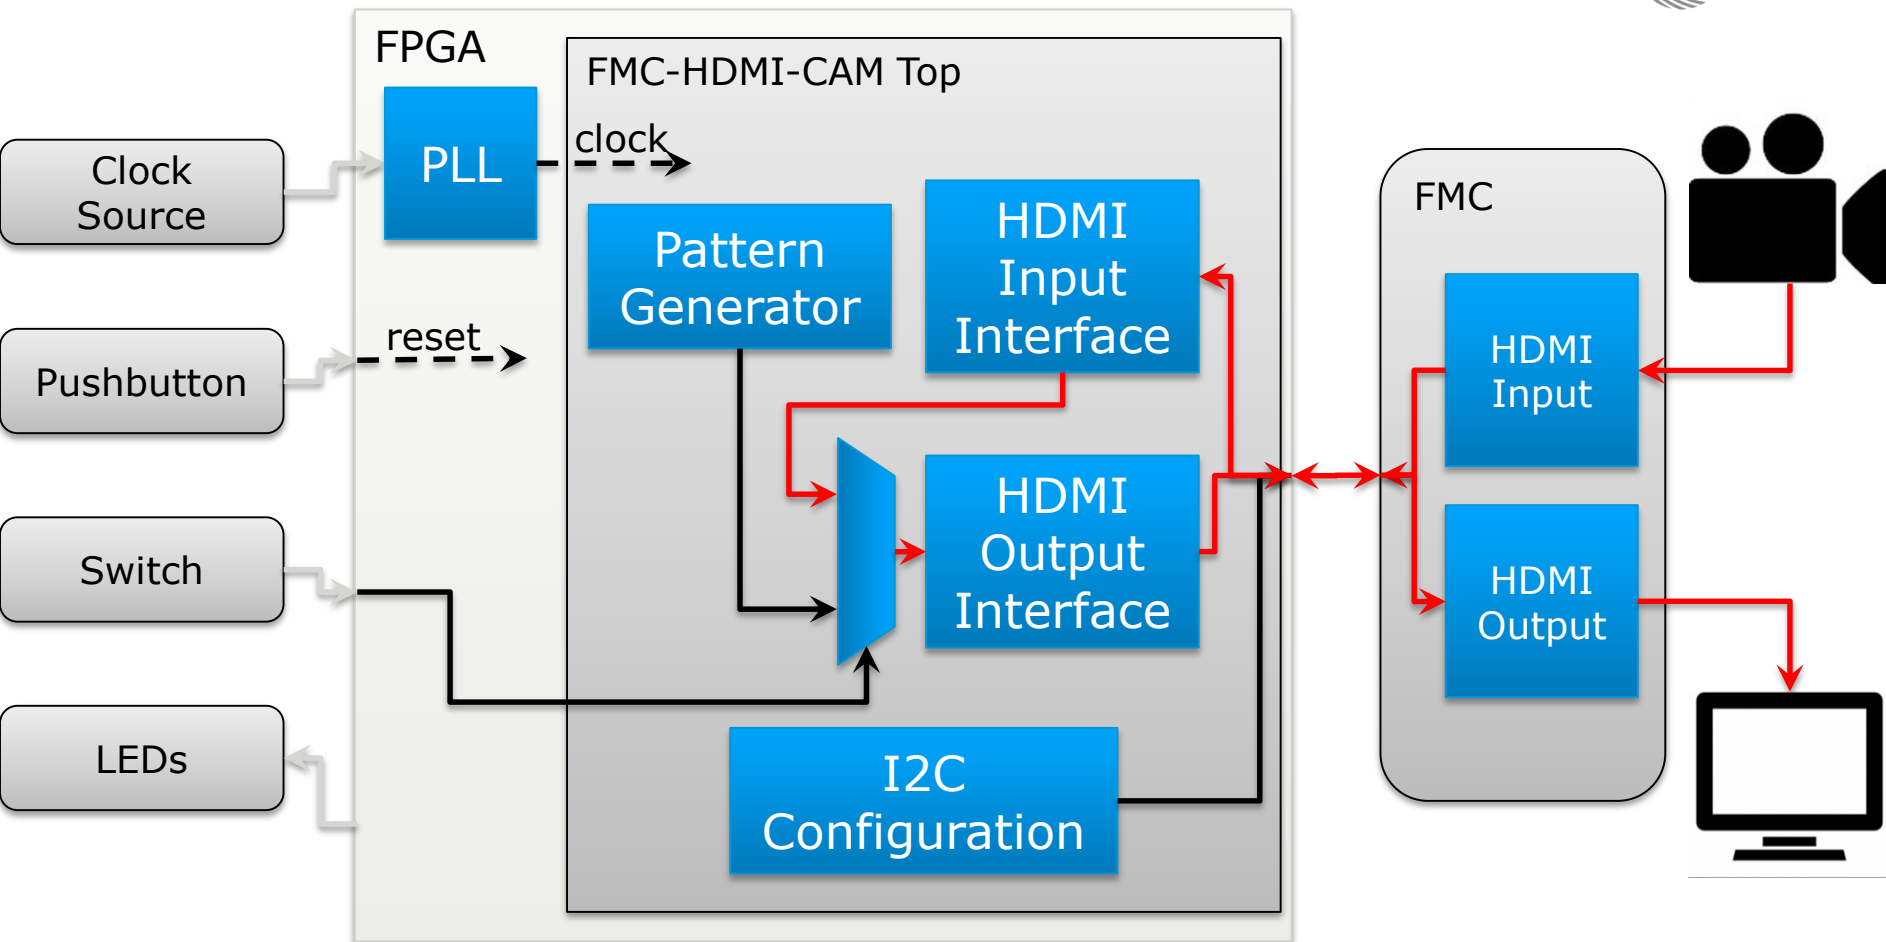 FPGA
FMC-HDMI-CAM Top
PLL
clock
Clock
Source
Pattern
Generator
HDMI
Input
Interface
FMC
reset
Pushbutton
HDMI
Input
HDMI
Output
Interface
Switch
HDMI
Output
LEDs
I2C
Configuration